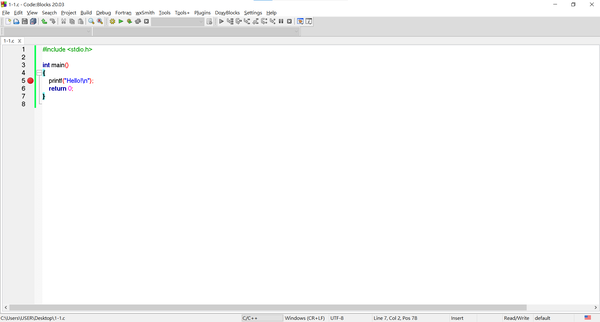 1-1.c - Code::Blocks 20.03
File Edit View Search Project Build Debug Fortran wxSmith Tools Tools+ Plugins DoxyBlocks Settings Help
1-1.c X
1 #include <stdio.h>
2
3 int main()
4 {
5 printf("Hello!\n");
6 return 0;
7 }
8
C:\Users\USER\Desktop\1-1.c C/C++ Windows (CR+LF) UTF-8 Line 7, Col 2, Pos 78 Insert Read/Write default